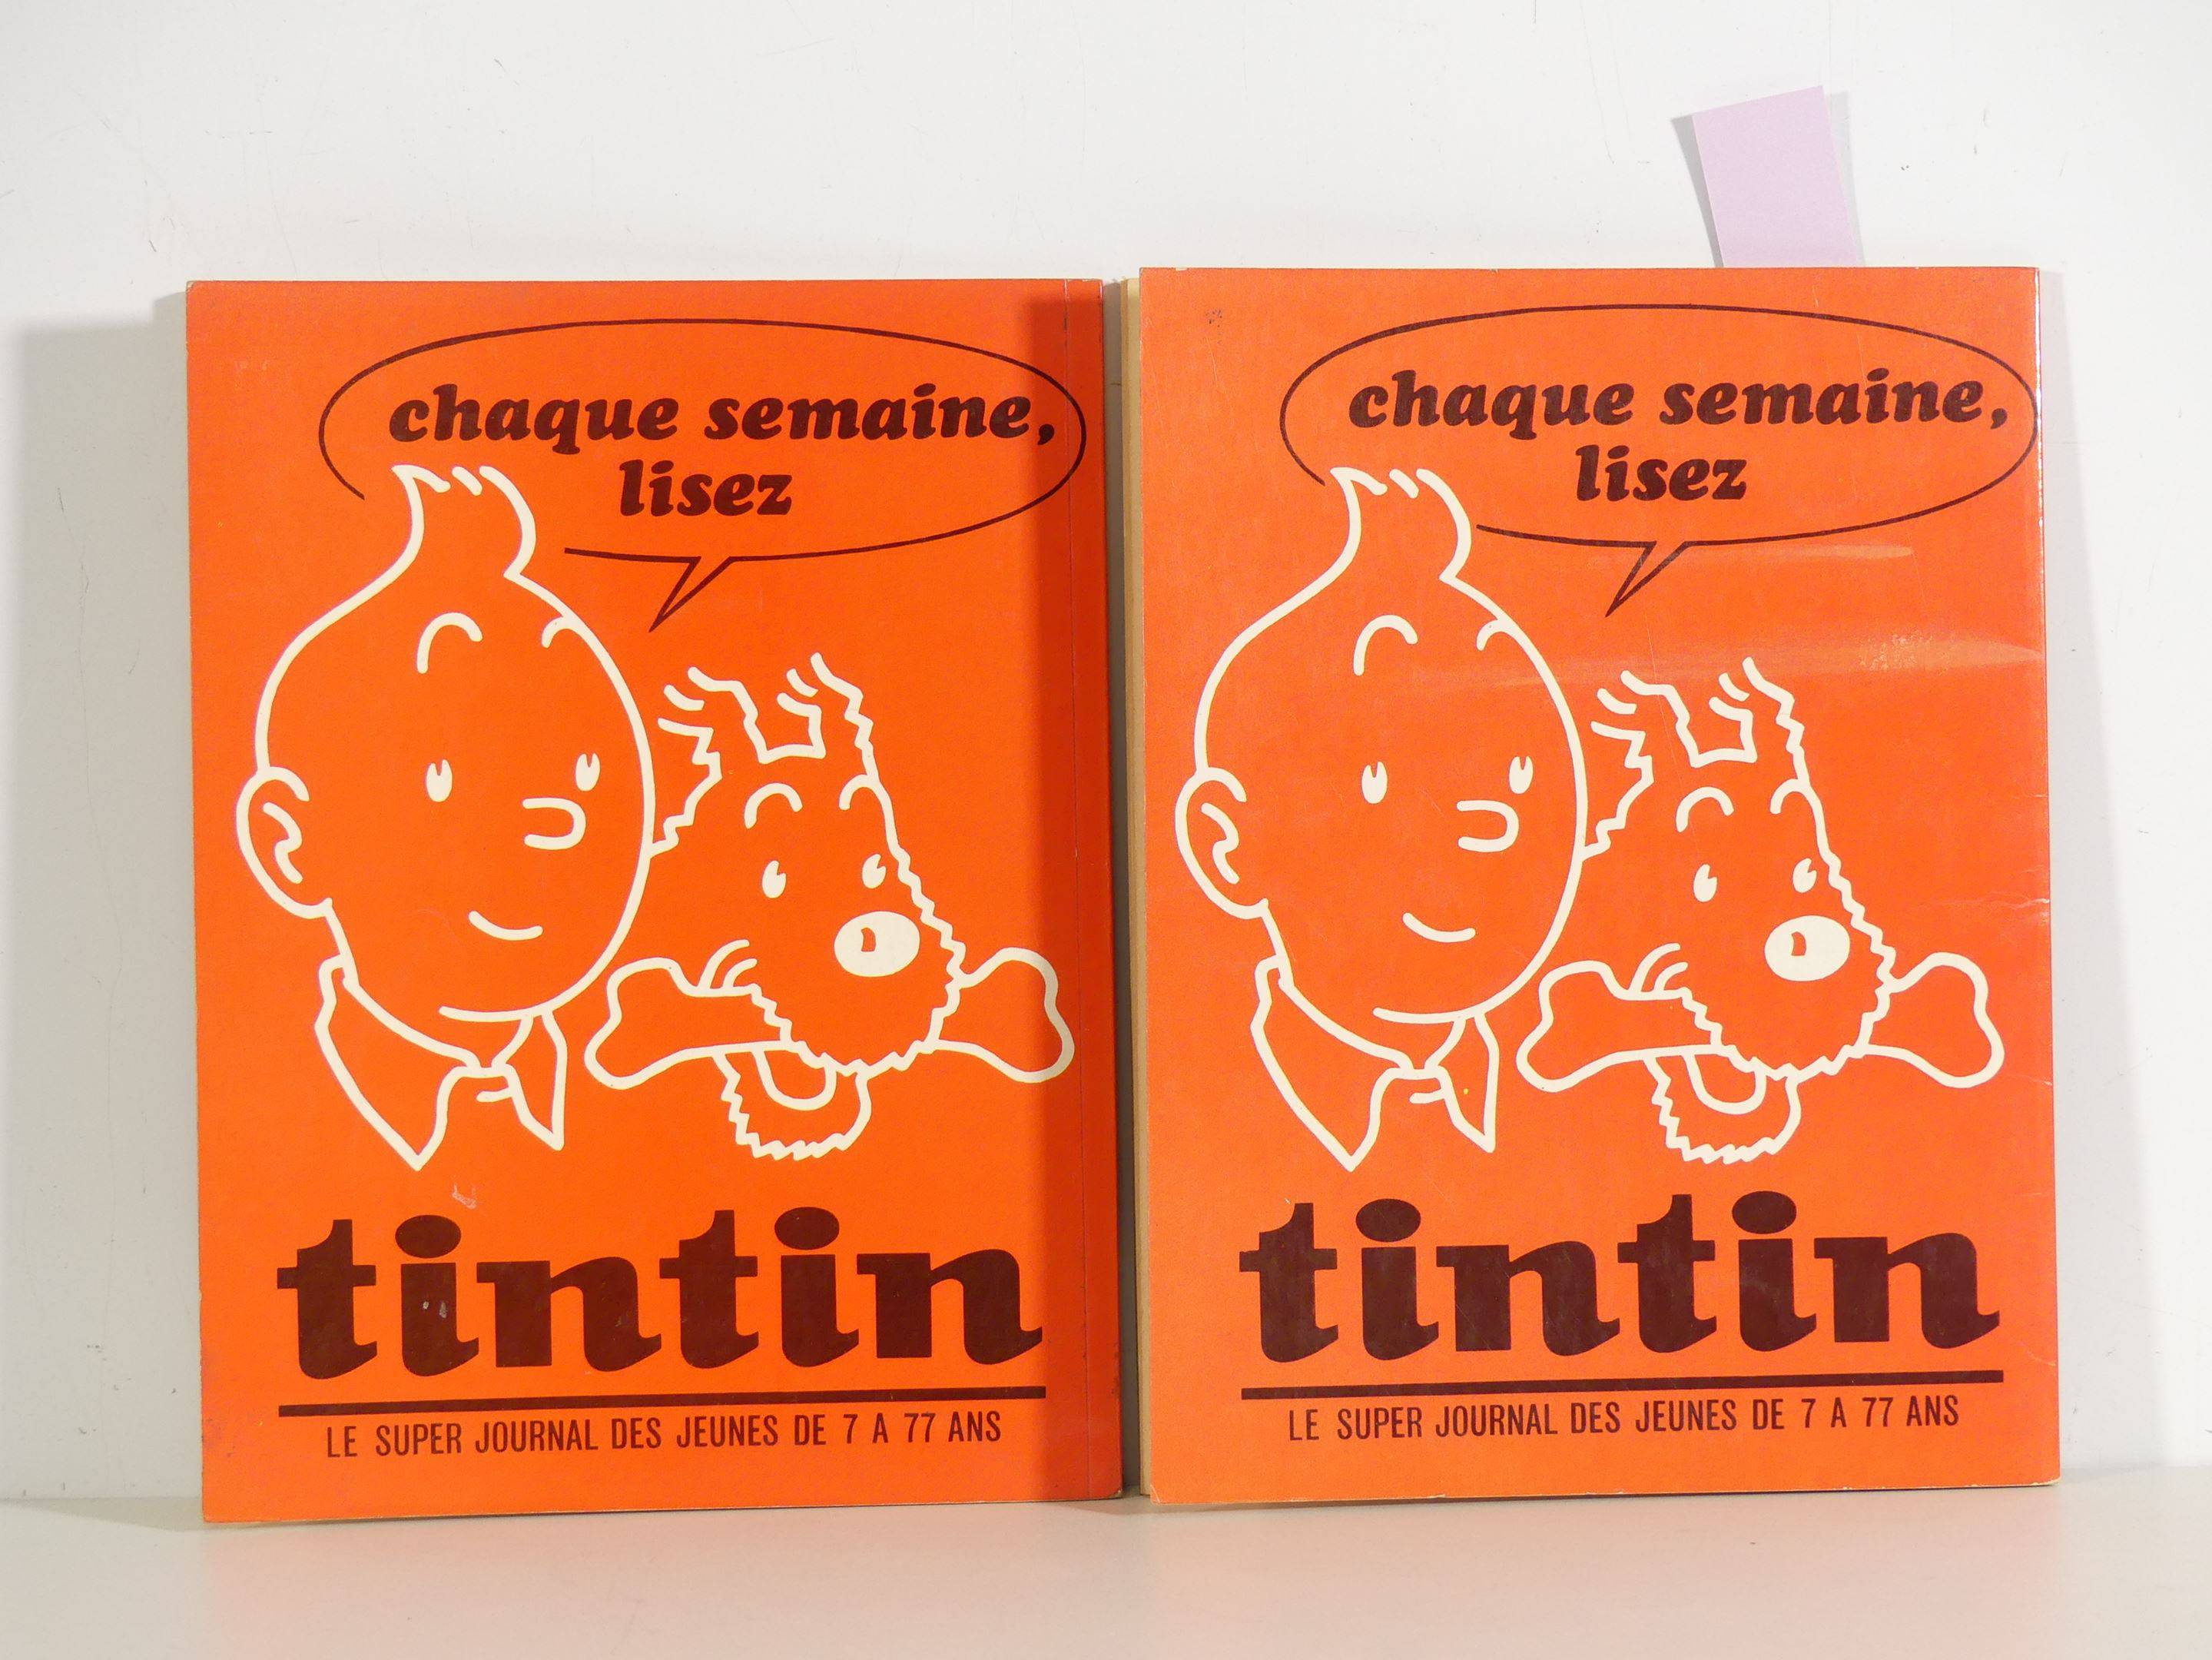 chaque semaine,
lisez
tintin
LE SUPER JOURNAL DES JEUNES DE 7 A 77 ANS
chaque semaine,
lisez
tintin
LE SUPER JOURNAL DES JEUNES DE 7 A 77 ANS